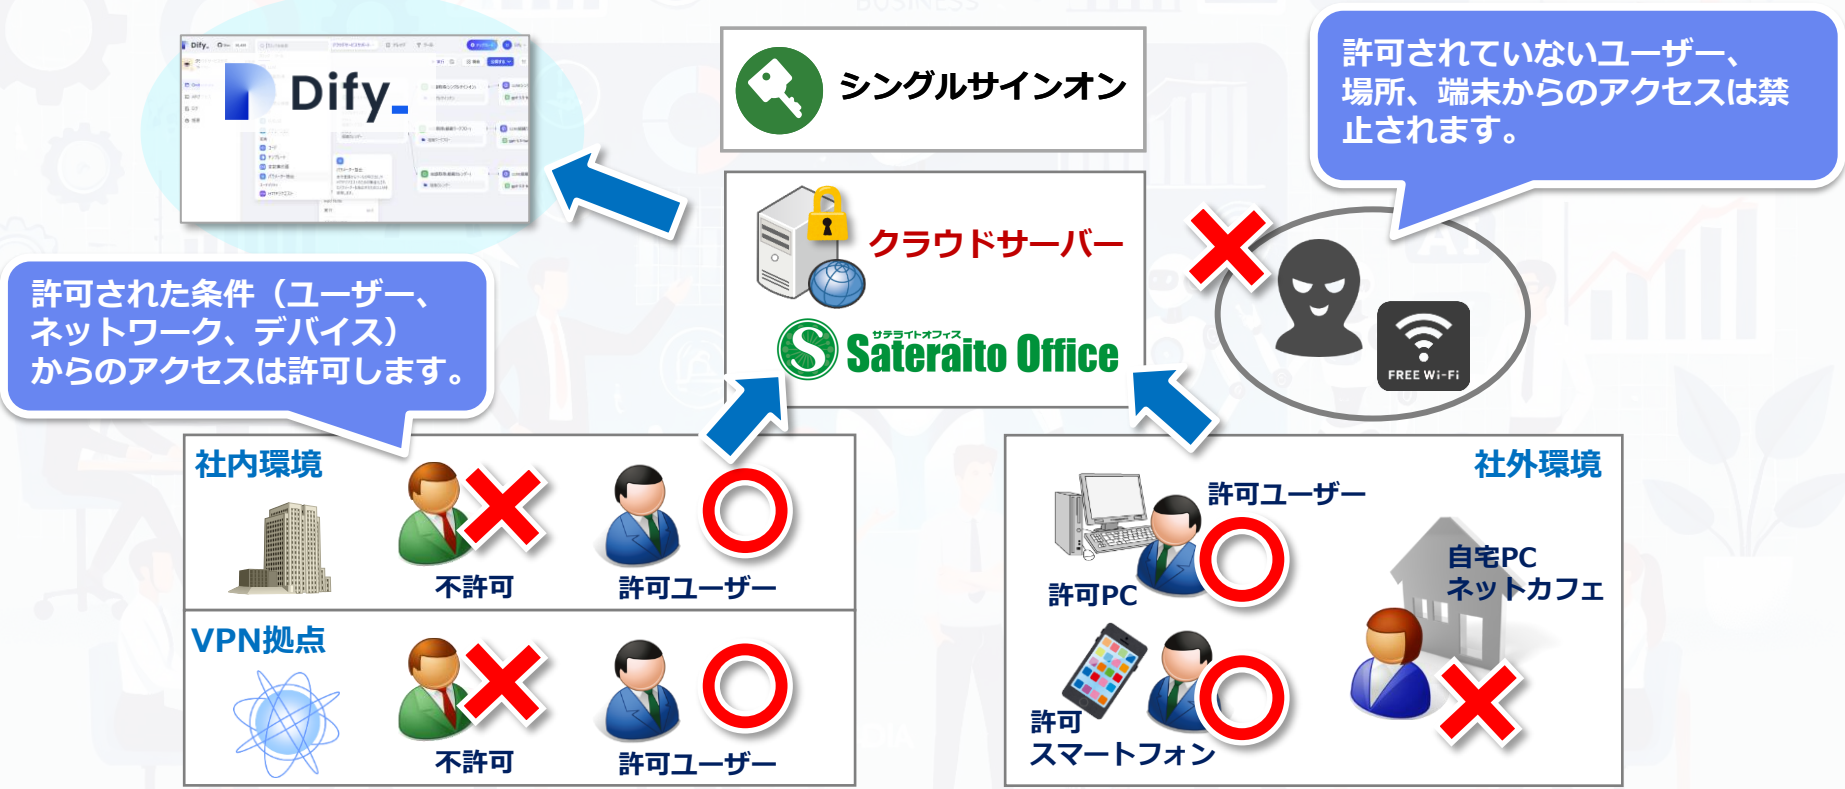 Dify
シングルサインオン
許可されていないユーザー、
場所、端末からのアクセスは禁
止されます。
クラウドサーバー
サテライトオフィス
Sateraito Office
FREE Wi-Fi
許可された条件（ユーザー、
ネットワーク、デバイス）
からのアクセスは許可します。
社内環境
不許可
許可ユーザー
VPN拠点
不許可
許可ユーザー
社外環境
許可ユーザー
許可PC
自宅PC
ネットカフェ
許可
スマートフォン